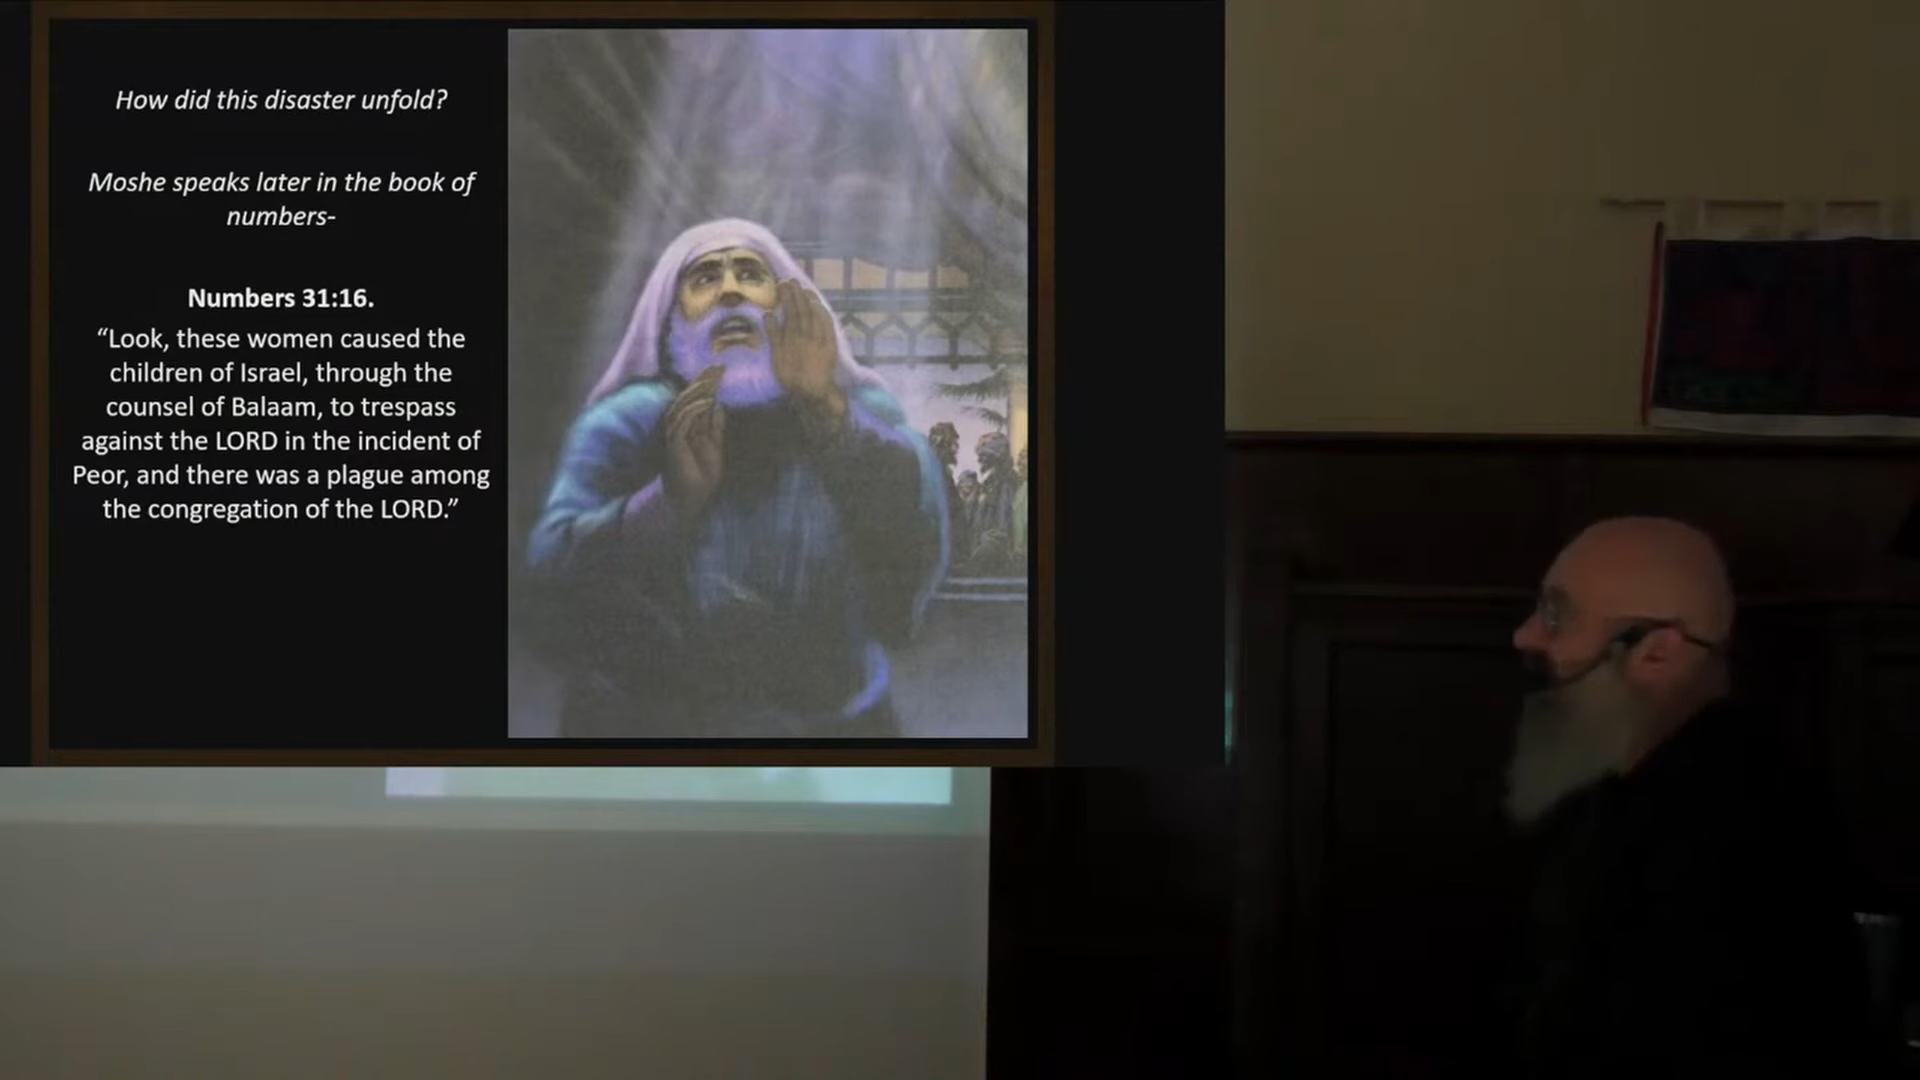 How did this disaster unfold?
Moshe speaks later in the book of
numbers-
Numbers 31:16.
“Look, these women caused the
children of Israel, through the
counsel of Balaam, to trespass
against the LORD in the incident of
Peor, and there was a plague among
the congregation of the LORD.”